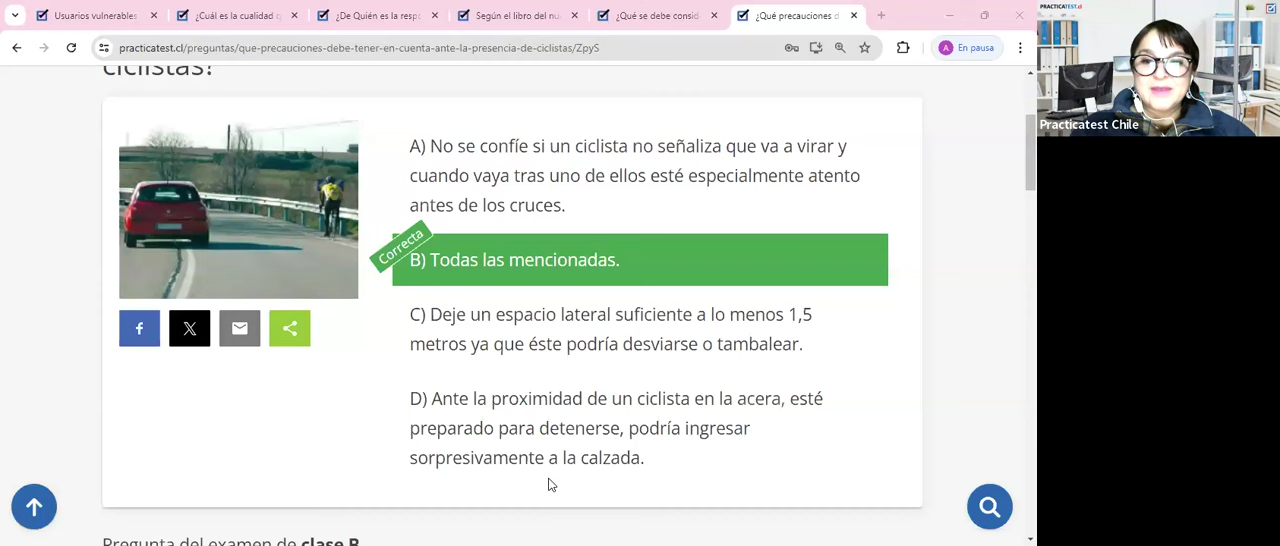 Usuarios vulnerables
¿Cuál es la cualidad q
¿De Quién es la resp
Según el libro del nu
¿Qué se debe consid
¿Qué precauciones d
practicatest.cl/preguntas/que-precauciones-debe-tener-en-cuenta-ante-la-presencia-de-ciclistas/ZpyS
A
En pausa
PRACTICATEST.cl
Practicatest Chile
ciclistas?
A) No se confíe si un ciclista no señaliza que va a virar y
cuando vaya tras uno de ellos esté especialmente atento
antes de los cruces.
Correcta
B) Todas las mencionadas.
C) Deje un espacio lateral suficiente a lo menos 1,5
metros ya que éste podría desviarse o tambalear.
D) Ante la proximidad de un ciclista en la acera, esté
preparado para detenerse, podría ingresar
sorpresivamente a la calzada.
Pregunta del examen de clase B